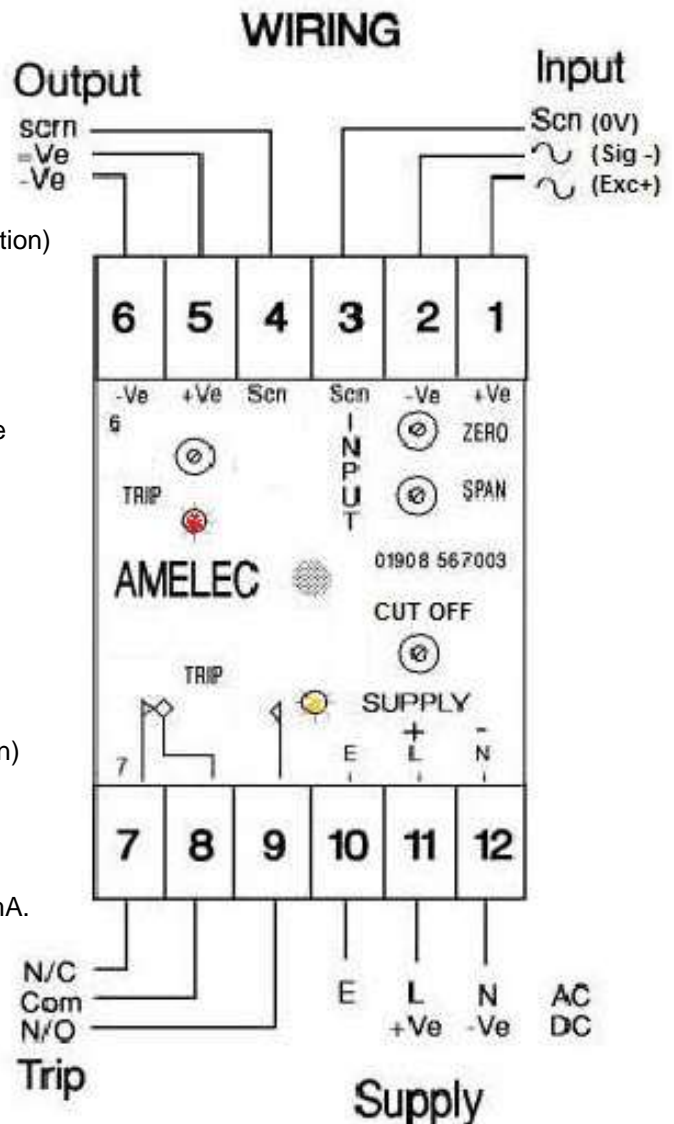 WIRING
Output
Input
scrn
=Ve
-Ve
Scn (0V)
(Sig -)
(Exc+)
tion)
6 5 4 3 2 1
-Ve +Ve Scn Scn -Ve +Ve
6
INPUT
ZERO
e
TRIP
SPAN
01908 567003
AMELEC
CUT OFF
TRIP
SUPPLY
+ -
E L N
7
n)
7 8 9 10 11 12
nA.
N/C
Com
N/O
E L N AC
+Ve -Ve DC
Trip
Supply